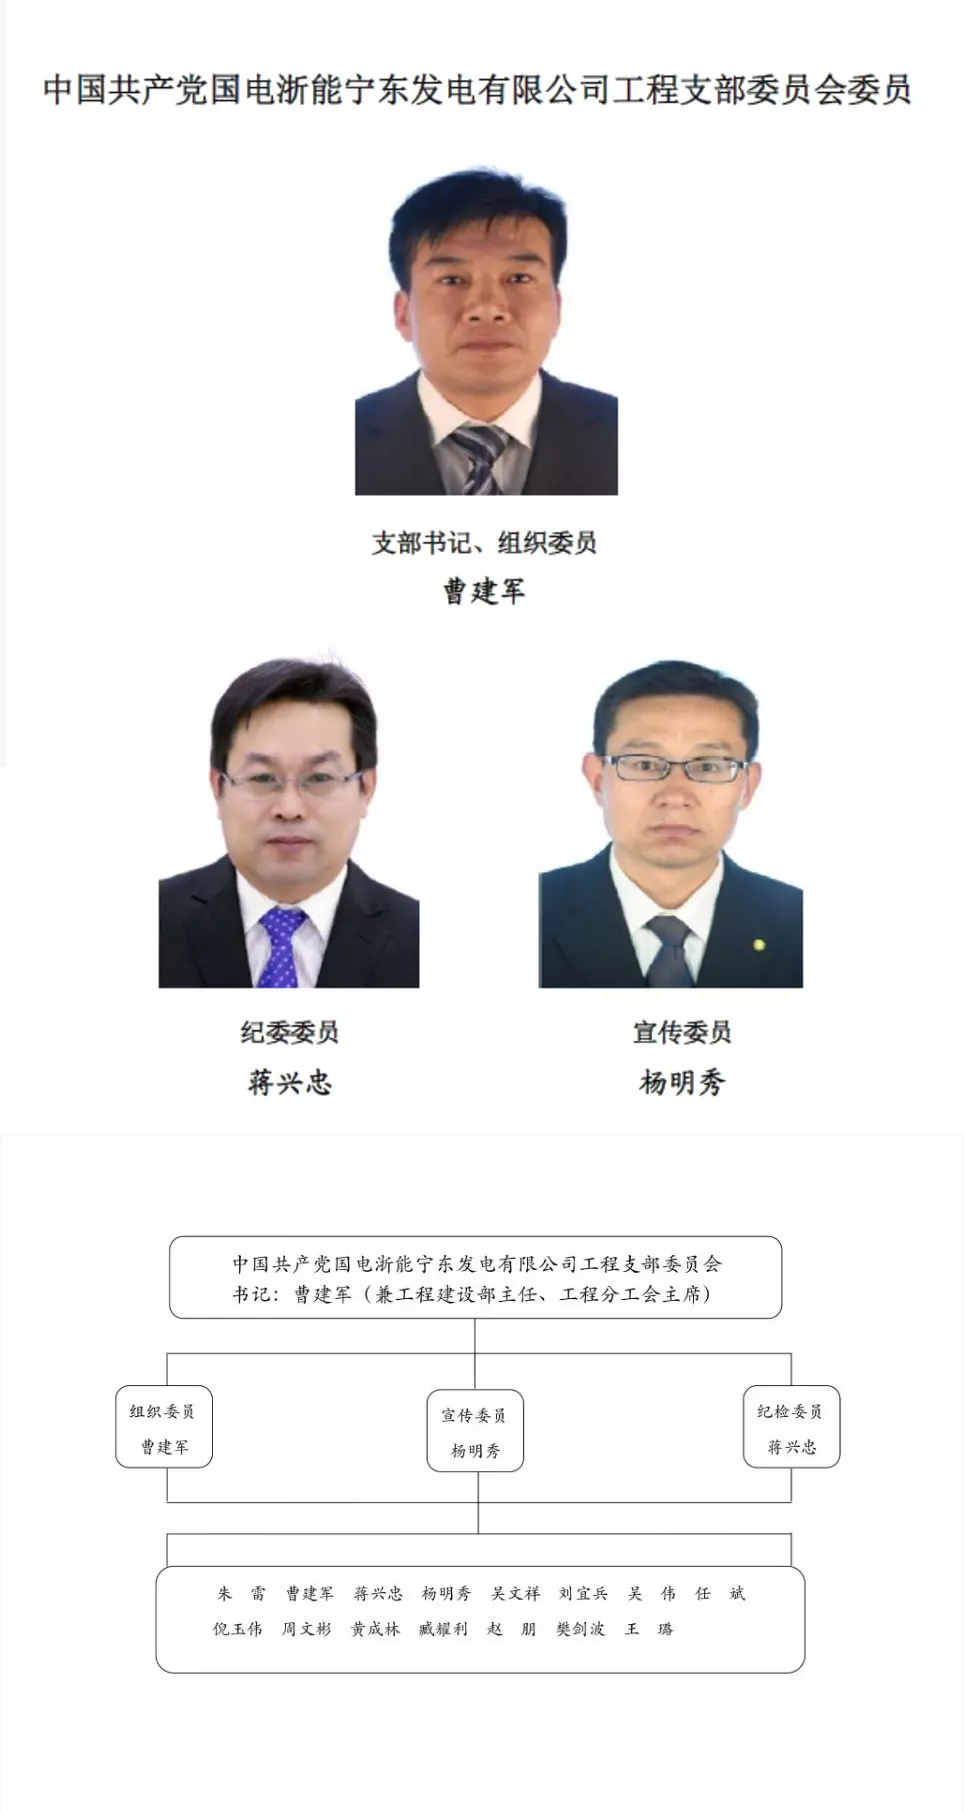 中国共产党国电浙能宁东发电有限公司工程支部委员会委员
支部书记、组织委员
曹建军
纪委委员
蒋兴忠
宣传委员
杨明秀
中国共产党国电浙能宁东发电有限公司工程支部委员会
书记：曹建军（兼工程建设部主任、工程分工会主席）
组织委员
曹建军
宣传委员
杨明秀
纪检委员
蒋兴忠
朱 雷 曹建军 蒋兴忠 杨明秀 吴文祥 刘宜兵 吴 伟 任 斌
倪玉伟 周文彬 黄成林 臧耀利 赵 朋 樊剑波 王 璐